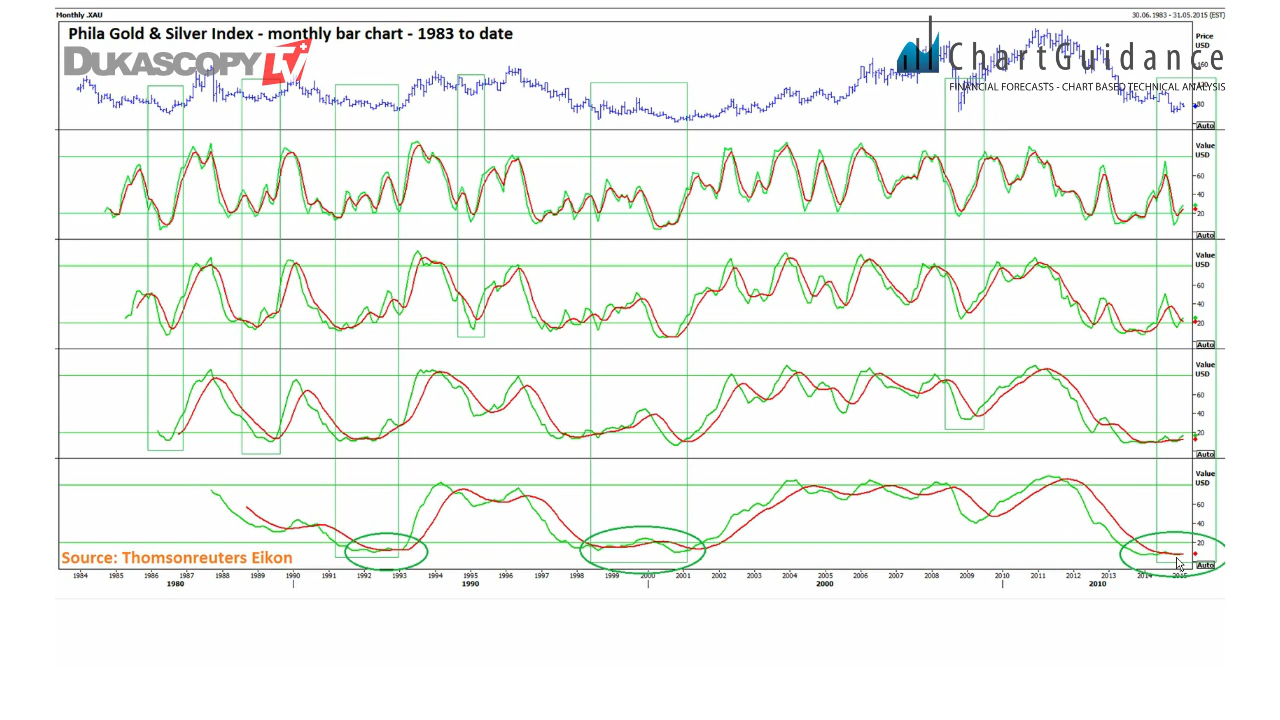 Monthly .XAU
30.06.1983 - 31.05.2015 (EST)
Phila Gold & Silver Index - monthly bar chart - 1983 to date
DUKASCOPY TV
ChartGuidance
FINANCIAL FORECASTS - CHART BASED TECHNICAL ANALYSIS
Price
USD
160
80
Auto
Value
USD
60
40
20
Auto
Value
USD
60
40
20
Auto
Value
USD
60
40
20
Auto
Value
USD
60
40
20
Auto
Source: Thomsonreuters Eikon
1984 1985 1986 1987 1988 1989 1990 1991 1992 1993 1994 1995 1996 1997 1998 1999 2000 2001 2002 2003 2004 2005 2006 2007 2008 2009 2010 2011 2012 2013 2014 2015
1980 1990 2000 2010